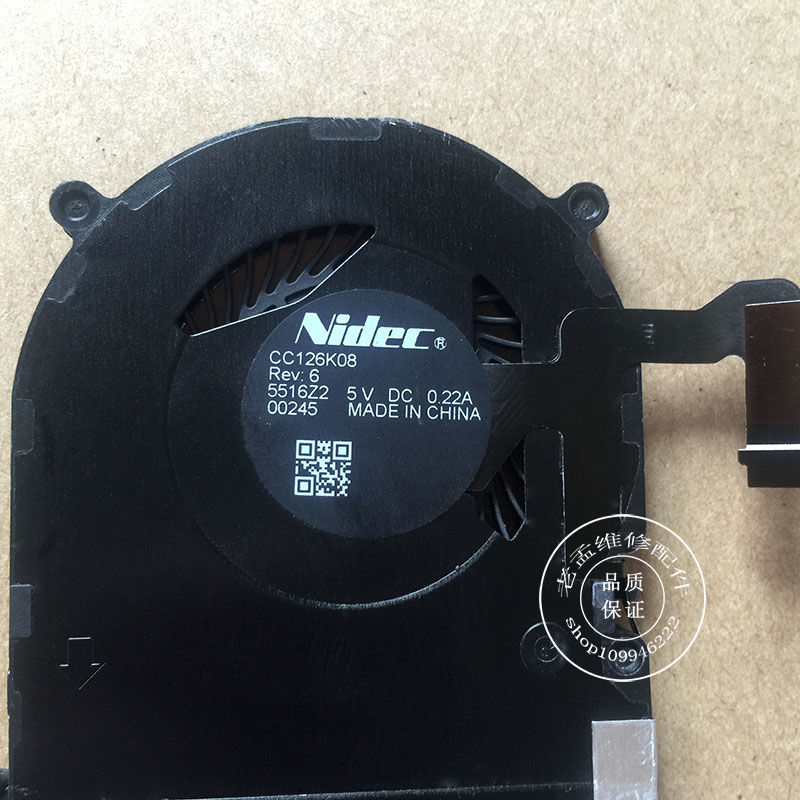 Nidec®
CC126K08
Rev: 6
5516Z2 5 V DC 0.22A
00245 MADE IN CHINA
老孟维修配件
品质
保证
shop109946222